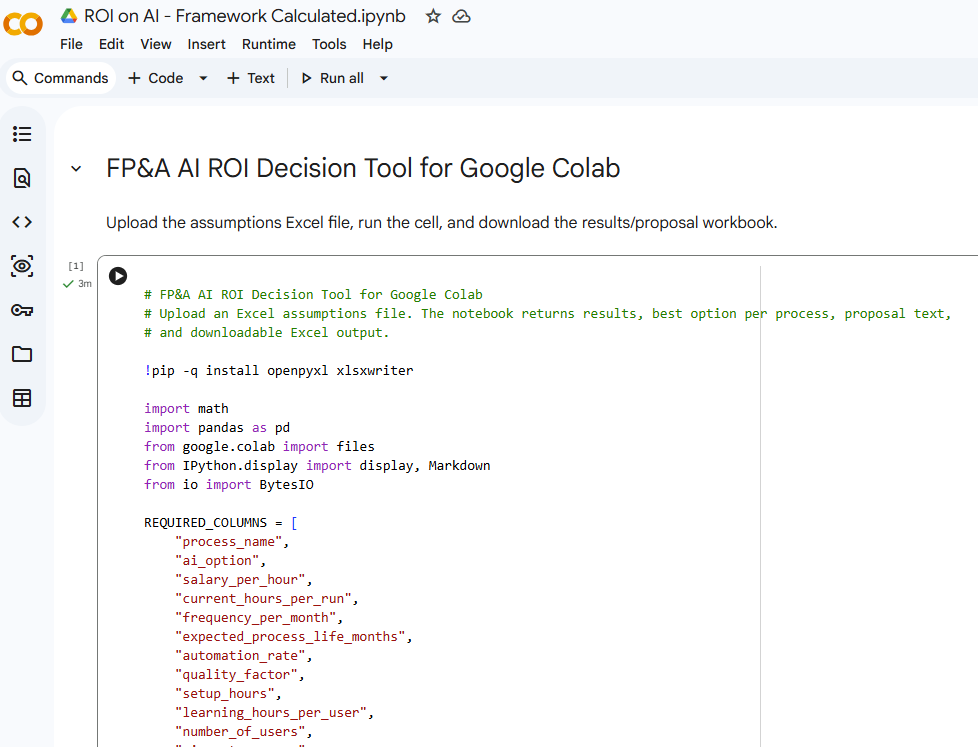 ROI on AI - Framework Calculated.ipynb
File Edit View Insert Runtime Tools Help
Commands + Code + Text Run all
FP&A AI ROI Decision Tool for Google Colab
Upload the assumptions Excel file, run the cell, and download the results/proposal workbook.
[1]
3m
# FP&A AI ROI Decision Tool for Google Colab
# Upload an Excel assumptions file. The notebook returns results, best option per process, proposal text,
# and downloadable Excel output.
!pip -q install openpyxl xlsxwriter
import math
import pandas as pd
from google.colab import files
from IPython.display import display, Markdown
from io import BytesIO
REQUIRED_COLUMNS = [
"process_name",
"ai_option",
"salary_per_hour",
"current_hours_per_run",
"frequency_per_month",
"expected_process_life_months",
"automation_rate",
"quality_factor",
"setup_hours",
"learning_hours_per_user",
"number_of_users",